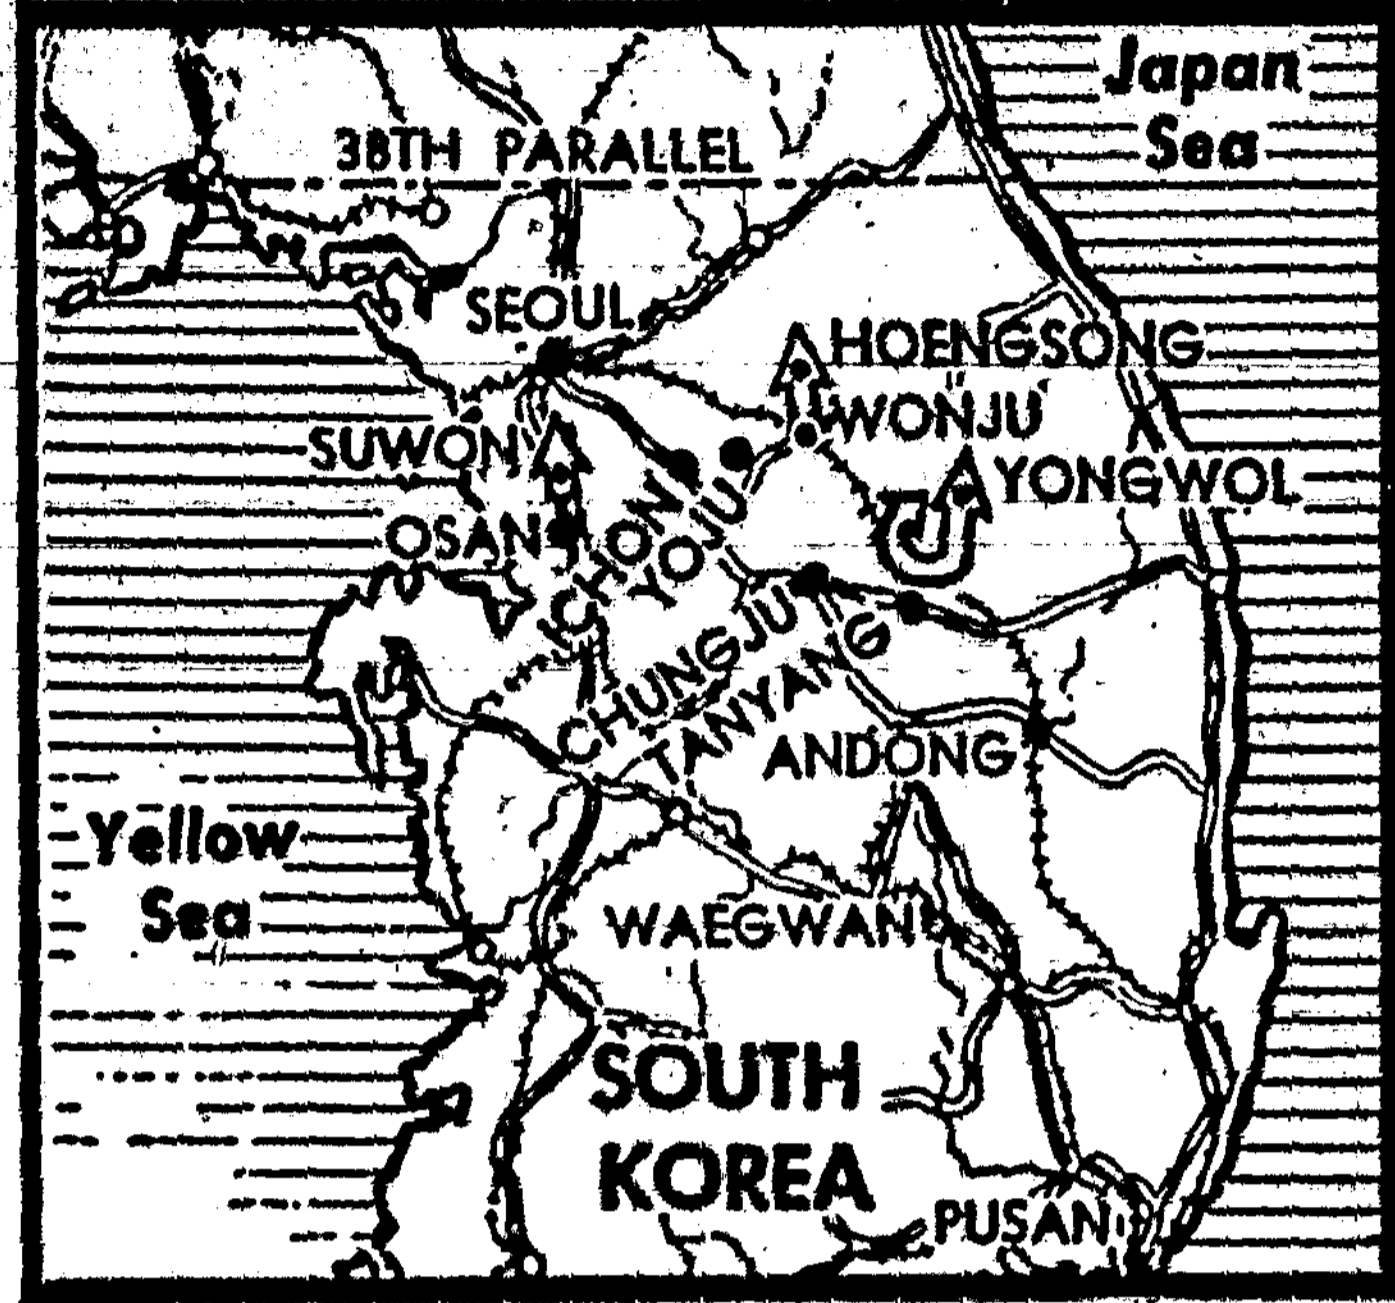 Japan
Sea
38TH PARALLEL
SEOUL
HOENGSONG
WONJU
SUWON
YONGWOL
OSAN
ICHON
YOJU
CHUNGJU
TANYANG
ANDONG
Yellow
Sea
WAEGWAN
SOUTH
KOREA
PUSAN